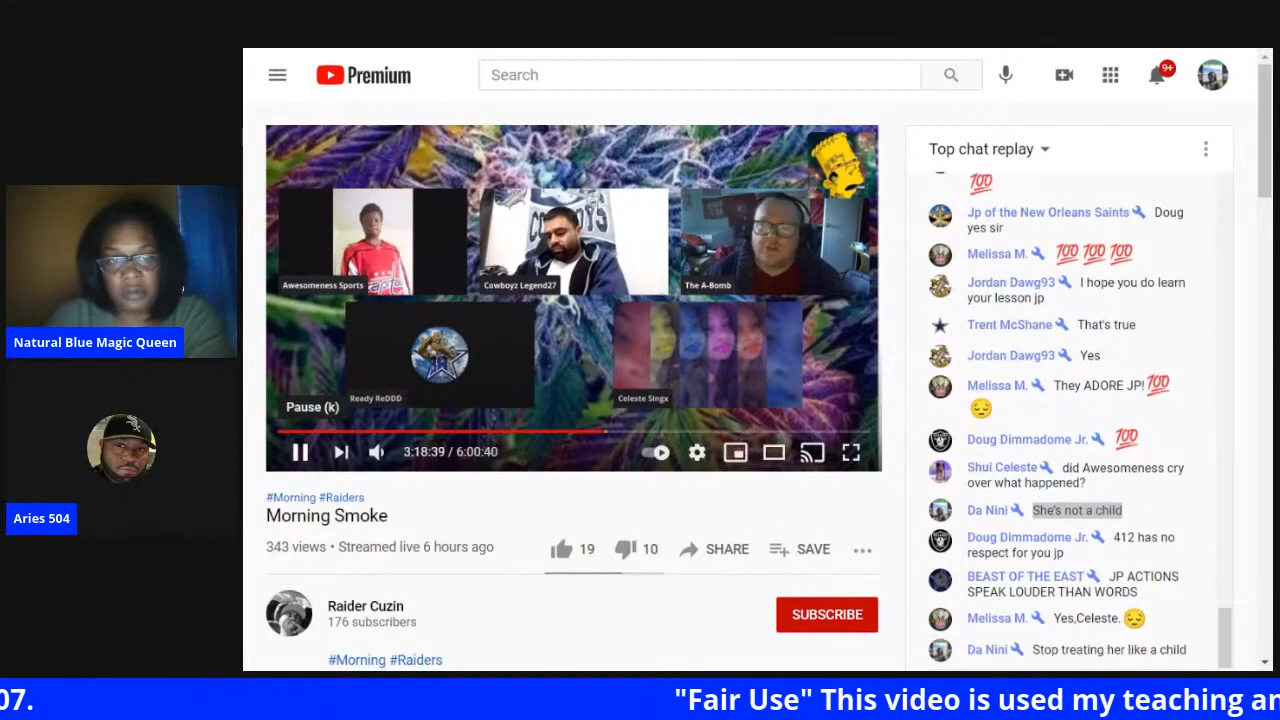 Premium
Search
9+
Natural Blue Magic Queen
Aries 504
Awesomeness Sports
Cowboyz Legend27
The A-Bomb
Ready ReDDD
Celeste Singx
Pause (k)
3:18:39 / 6:00:40
#Morning #Raiders
Morning Smoke
343 views • Streamed live 6 hours ago
19
10
SHARE
SAVE
Raider Cuzin
176 subscribers
SUBSCRIBE
#Morning #Raiders
Top chat replay
💯
Jp of the New Orleans Saints Doug
yes sir
Melissa M. 💯💯💯
Jordan Dawg93 I hope you do learn
your lesson jp
Trent McShane That's true
Jordan Dawg93 Yes
Melissa M. They ADORE JP!💯
😔
Doug Dimmadome Jr. 💯
Shui Celeste did Awesomeness cry
over what happened?
Da Nini She's not a child
Doug Dimmadome Jr. 412 has no
respect for you jp
BEAST OF THE EAST JP ACTIONS
SPEAK LOUDER THAN WORDS
Melissa M. Yes,Celeste.😔
Da Nini Stop treating her like a child
07. "Fair Use" This video is used my teaching an